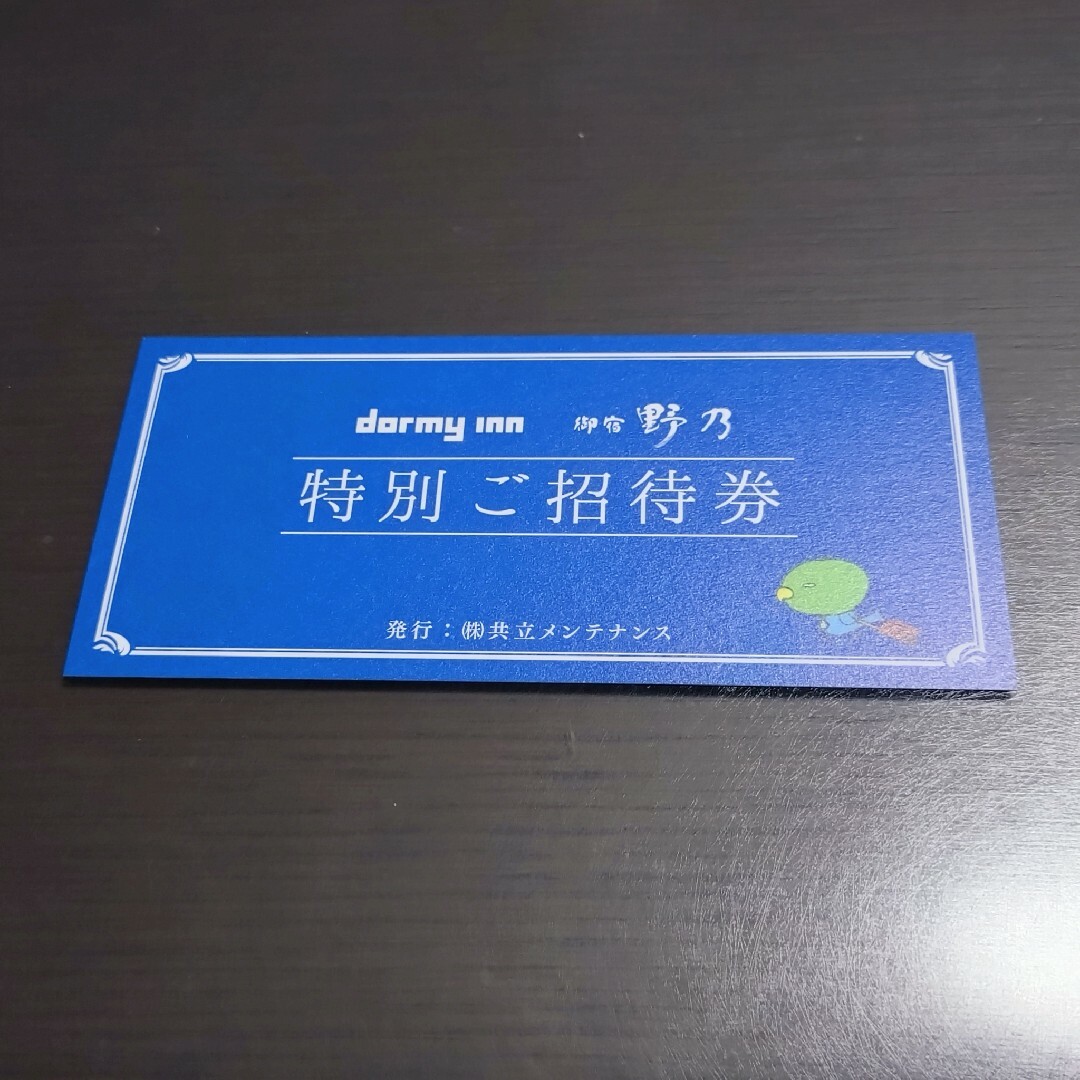 dormy inn 御宿 野乃
特別ご招待券
発行：㈱共立メンテナンス